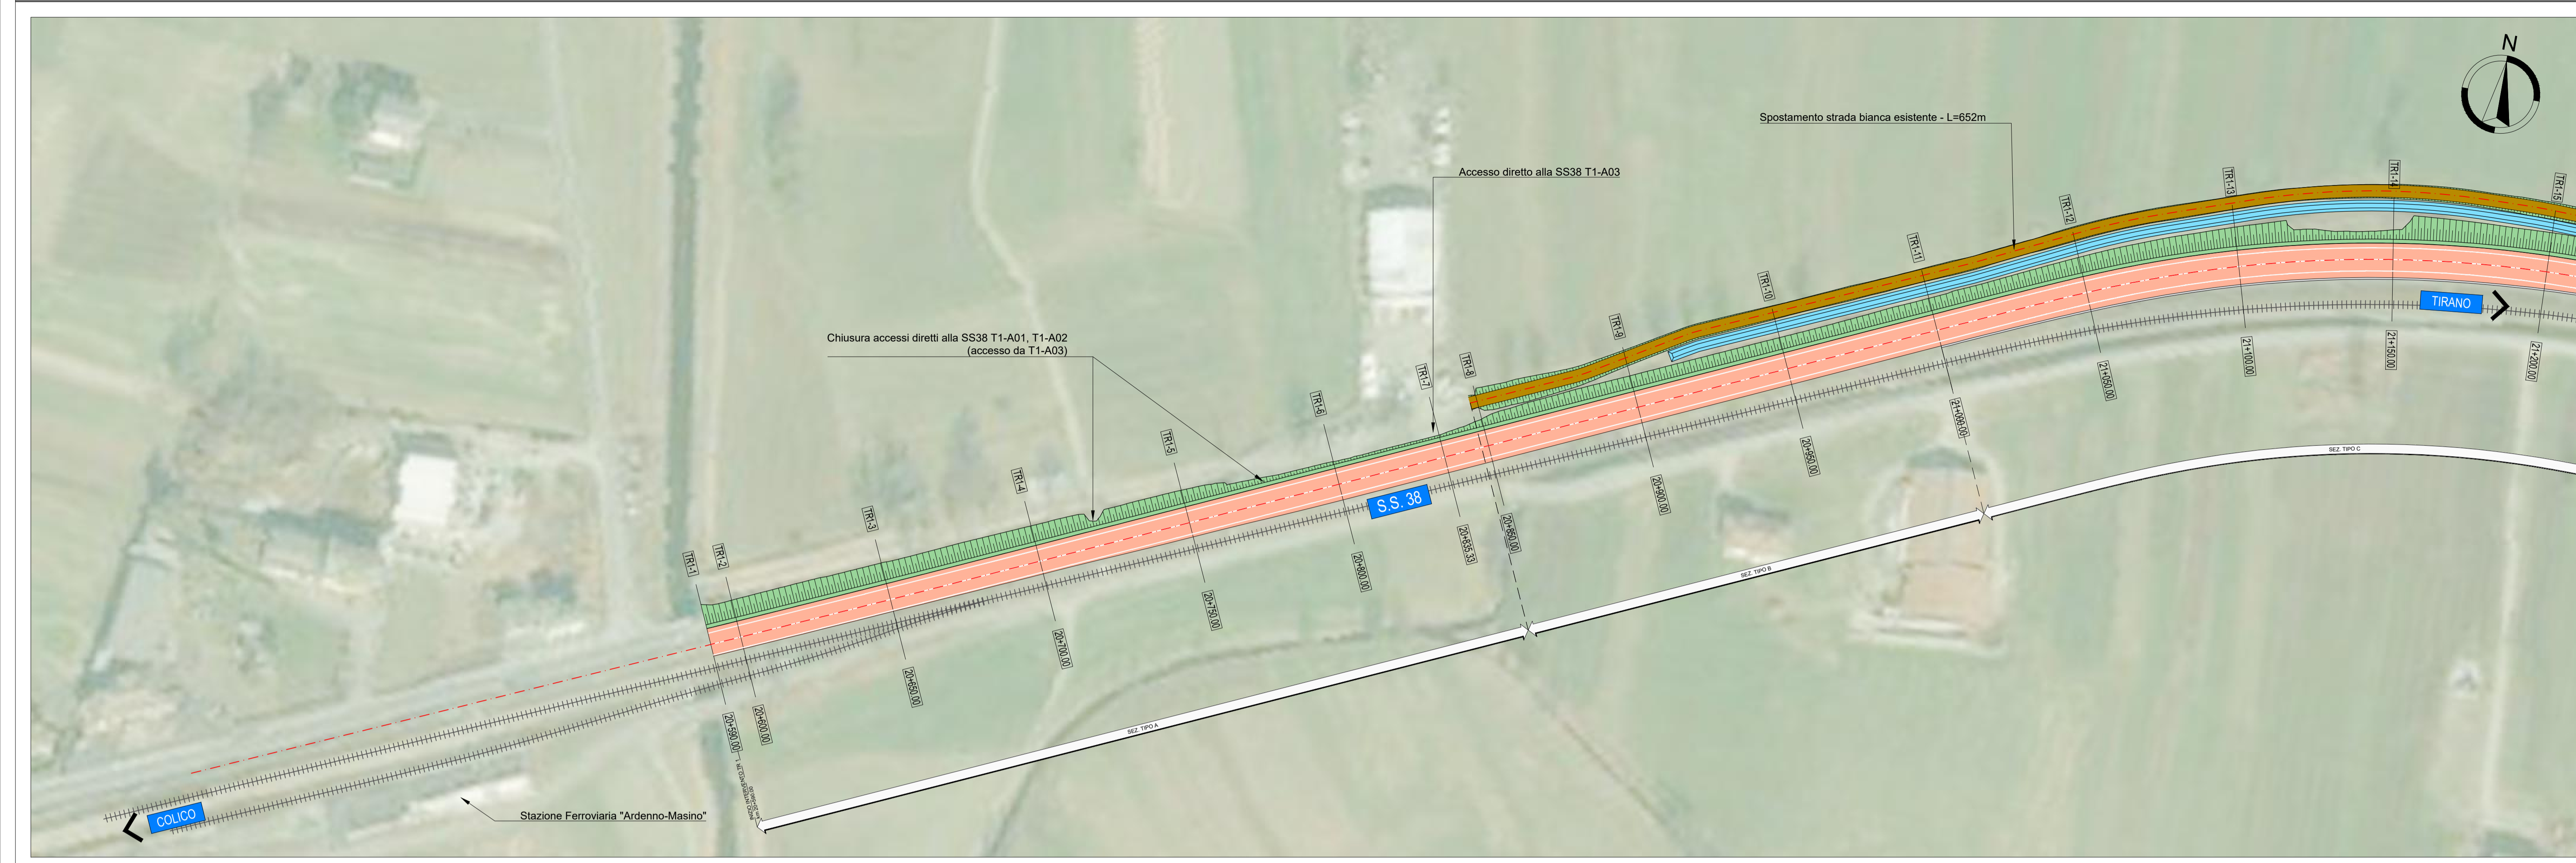 N
Spostamento strada bianca esistente - L=652m
Accesso diretto alla SS38 T1-A03
Chiusura accessi diretti alla SS38 T1-A01, T1-A02
(accesso da T1-A03)
TR1-1
TR1-2
TR1-3
TR1-4
TR1-5
TR1-6
TR1-7
TR1-8
TR1-9
TR1-10
TR1-11
TR1-12
TR1-13
TR1-14
TR1-15
TIRANO
S.S. 38
COLICO
20+590.00
20+600.00
20+650.00
20+700.00
20+750.00
20+800.00
20+835.33
20+850.00
20+900.00
20+950.00
21+000.00
21+050.00
21+100.00
21+150.00
21+200.00
INIZIO INTERVENTO TR.1
SEZ. TIPO A
SEZ. TIPO B
SEZ. TIPO C
Stazione Ferroviaria "Ardenno-Masino"